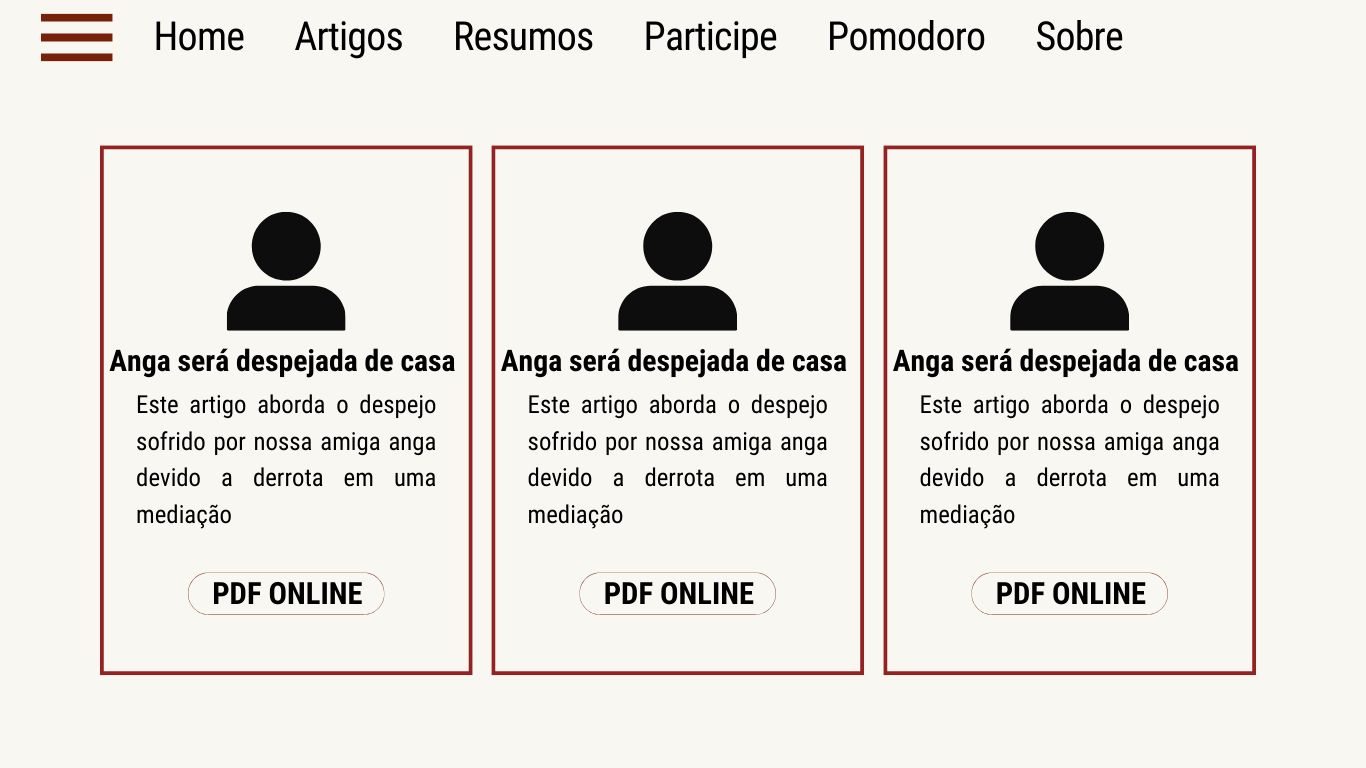 Home Artigos Resumos Participe Pomodoro Sobre
Anga será despejada de casa
Este artigo aborda o despejo
sofrido por nossa amiga anga
devido a derrota em uma
mediação
PDF ONLINE
Anga será despejada de casa
Este artigo aborda o despejo
sofrido por nossa amiga anga
devido a derrota em uma
mediação
PDF ONLINE
Anga será despejada de casa
Este artigo aborda o despejo
sofrido por nossa amiga anga
devido a derrota em uma
mediação
PDF ONLINE